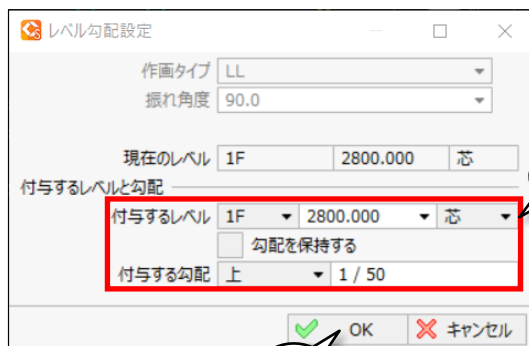 レベル勾配設定
作画タイプ LL
振れ角度 90.0
現在のレベル 1F 2800.000 芯
付与するレベルと勾配
付与するレベル 1F 2800.000 芯
勾配を保持する
付与する勾配 上 1 / 50
OK キャンセル